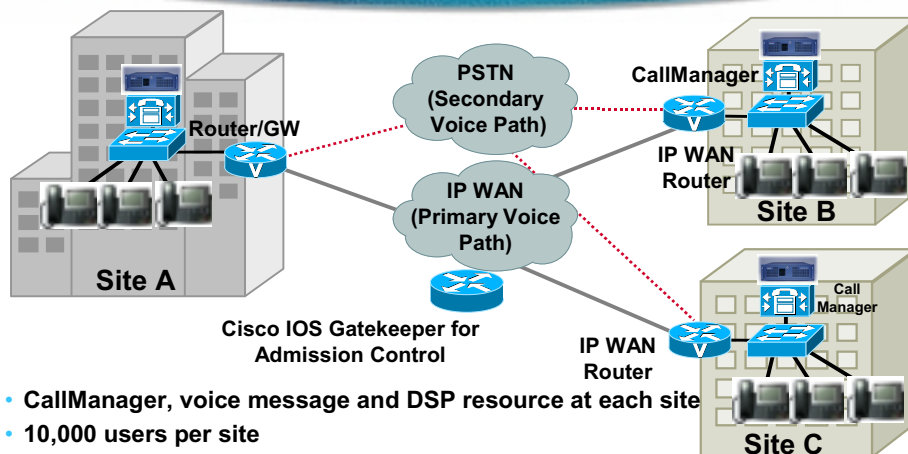 PSTN
(Secondary
Voice Path)
CallManager
Router/GW
V
V
IP WAN
Router
IP WAN
(Primary Voice
Path)
Site B
Site A
Call
Manager
Cisco IOS Gatekeeper for
Admission Control
V
IP WAN
Router
• CallManager, voice message and DSP resource at each site
• 10,000 users per site
Site C